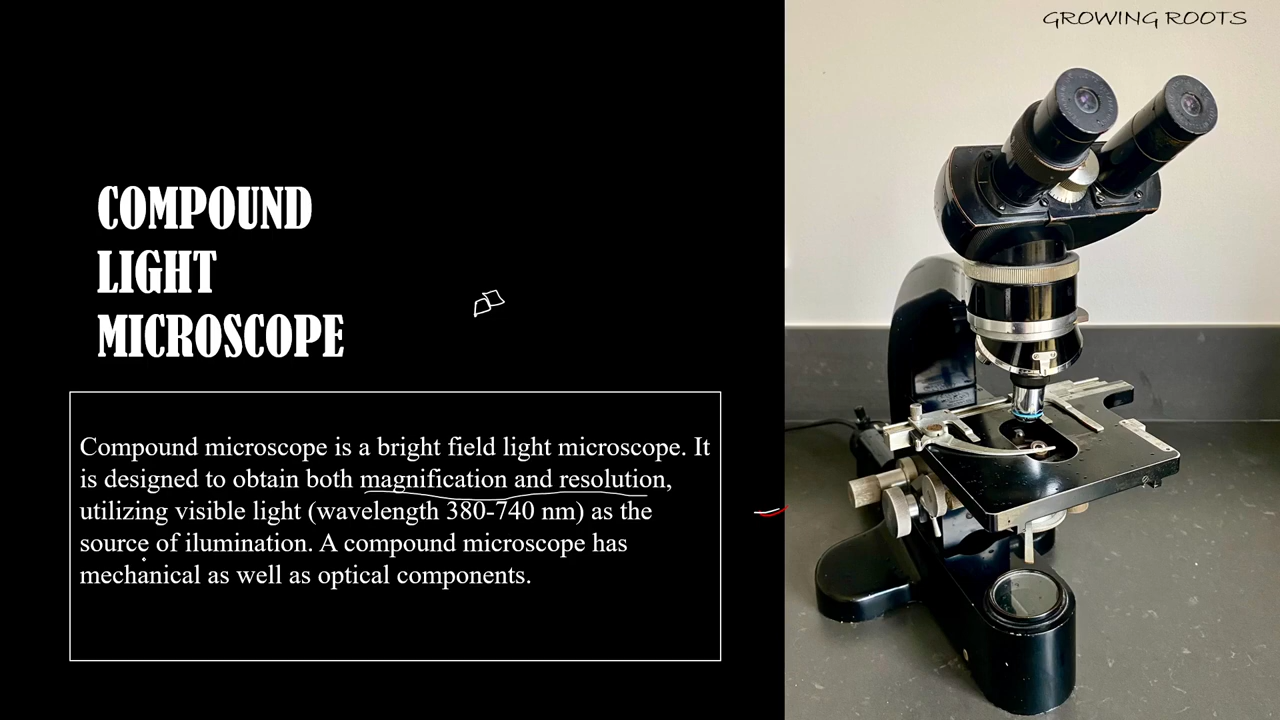 GROWING ROOTS
COMPOUND
LIGHT
MICROSCOPE
Compound microscope is a bright field light microscope. It
is designed to obtain both magnification and resolution,
utilizing visible light (wavelength 380-740 nm) as the
source of ilumination. A compound microscope has
mechanical as well as optical components.